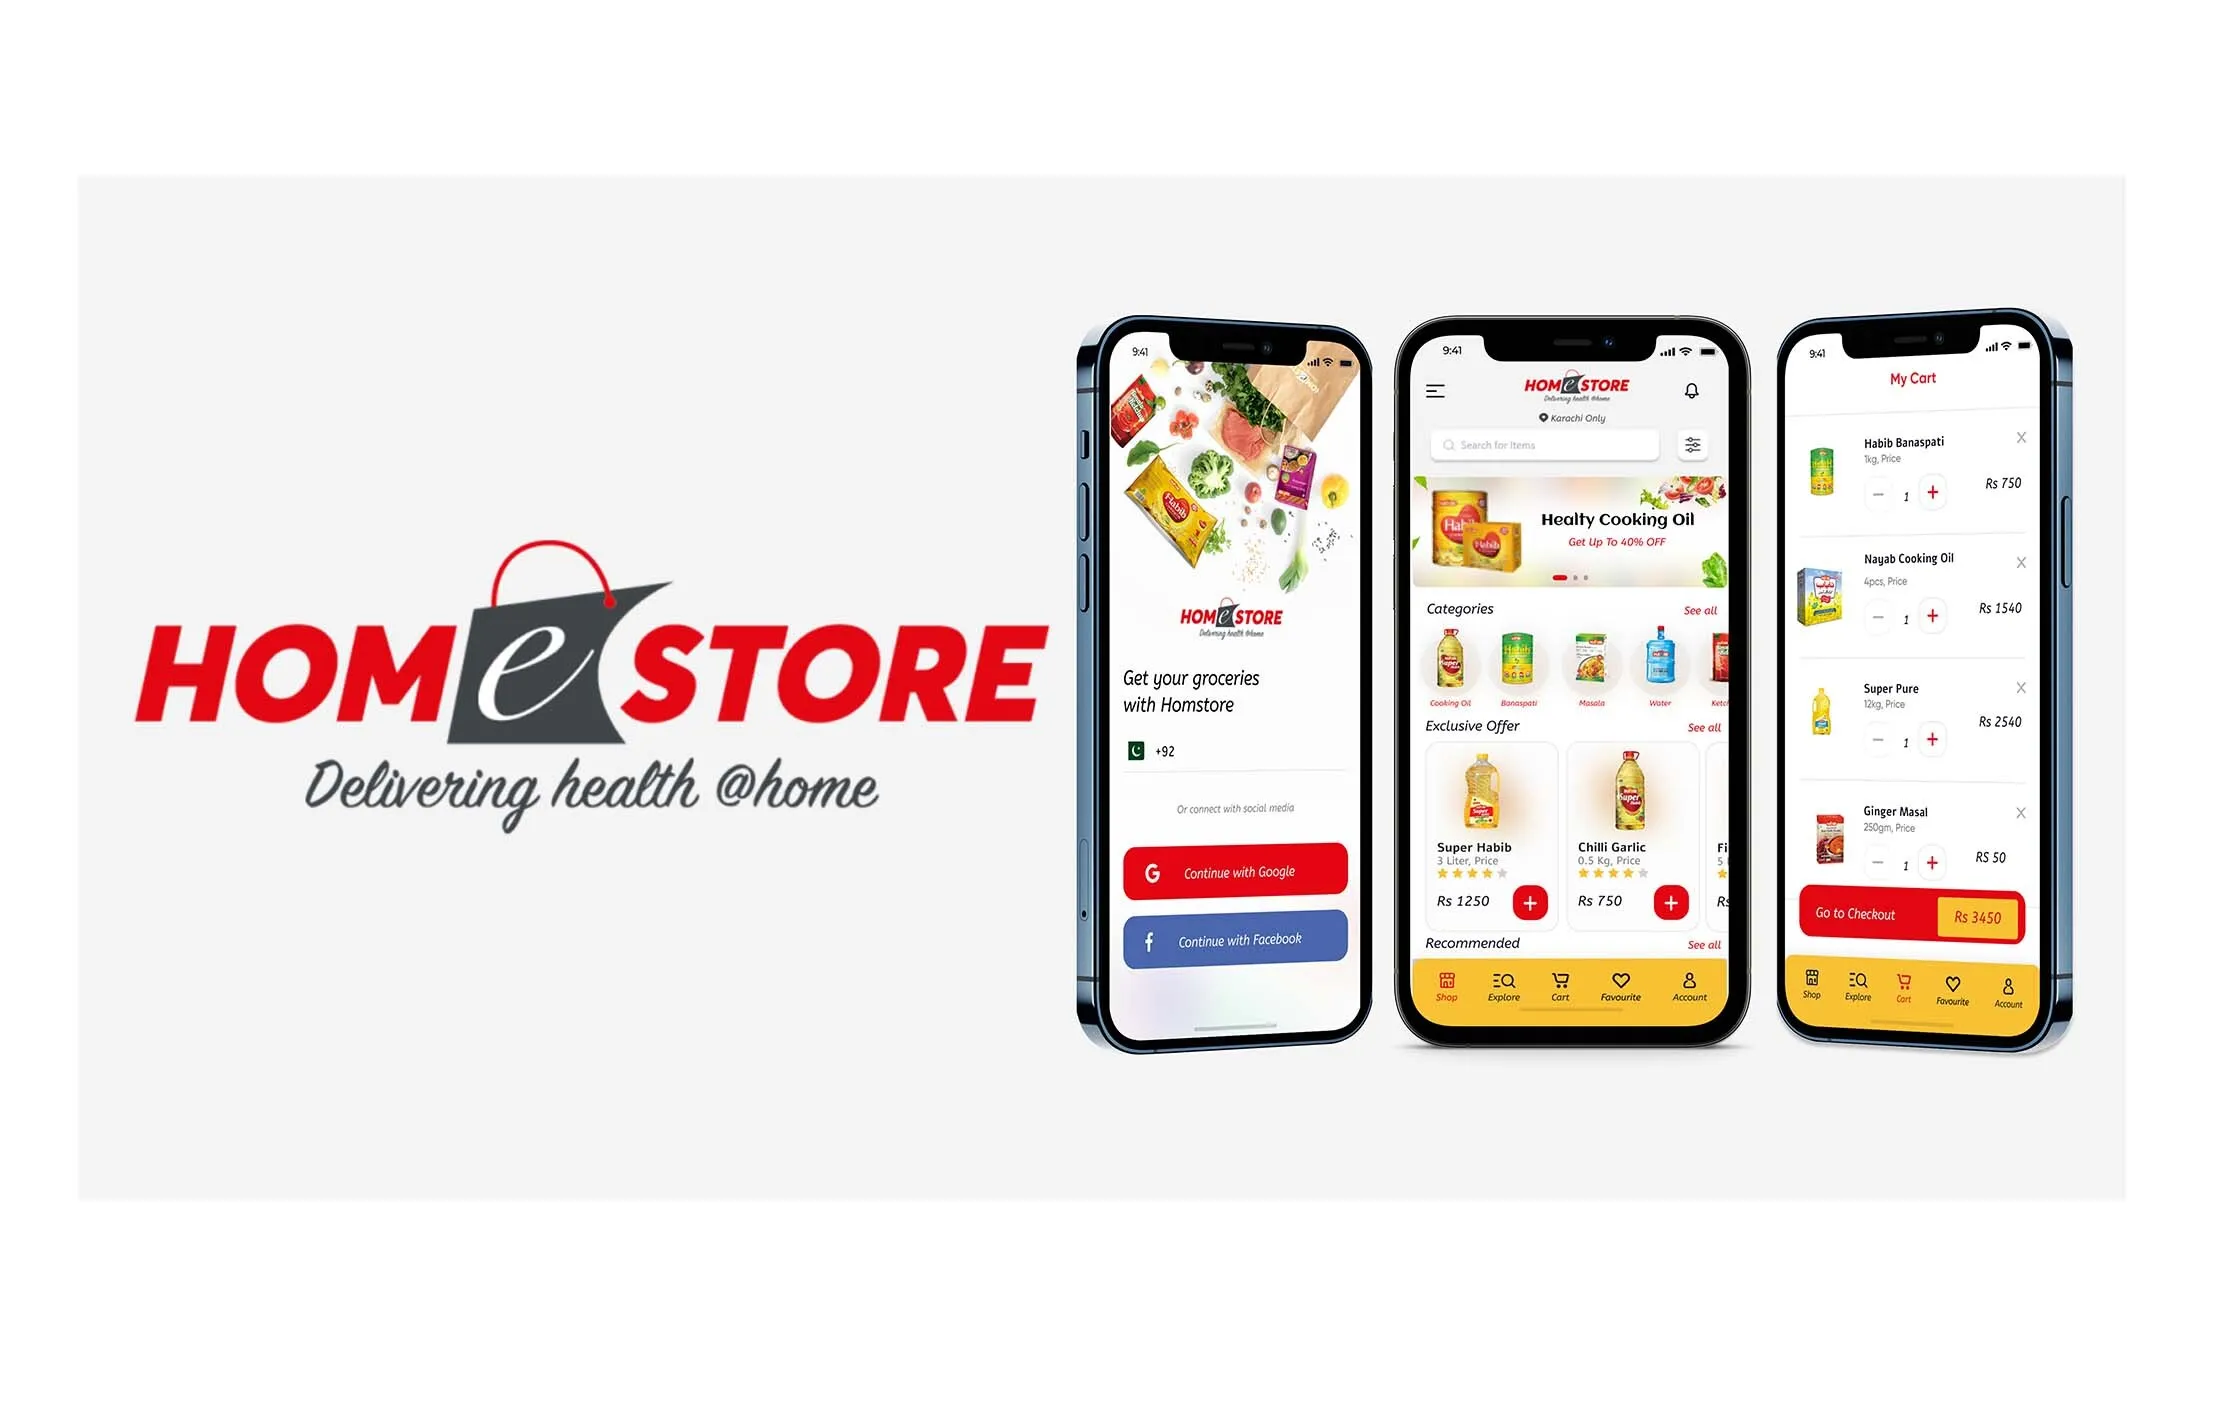 HOMeSTORE
Delivering health @home
9:41
HOMeSTORE
Delivering health @home
Get your groceries
with Homstore
+92
Or connect with social media
G Continue with Google
f Continue with Facebook
9:41
HOMeSTORE
Delivering health @home
Karachi Only
Search for Items
Habib
Habib
Healty Cooking Oil
Get Up To 40% OFF
Categories See all
Cooking Oil Banaspati Masala Water Ketch
Exclusive Offer See all
Super Habib Chilli Garlic Fi
3 Liter, Price 0.5 Kg, Price 5
Rs 1250 Rs 750 Rs
Recommended See all
Shop Explore Cart Favourite Account
9:41
My Cart
Habib Banaspati X
1kg, Price
1 Rs 750
Nayab Cooking Oil X
4pcs, Price
1 Rs 1540
Super Pure X
12kg, Price
1 Rs 2540
Ginger Masal X
250gm, Price
1 RS 50
Go to Checkout Rs 3450
Shop Explore Cart Favourite Account